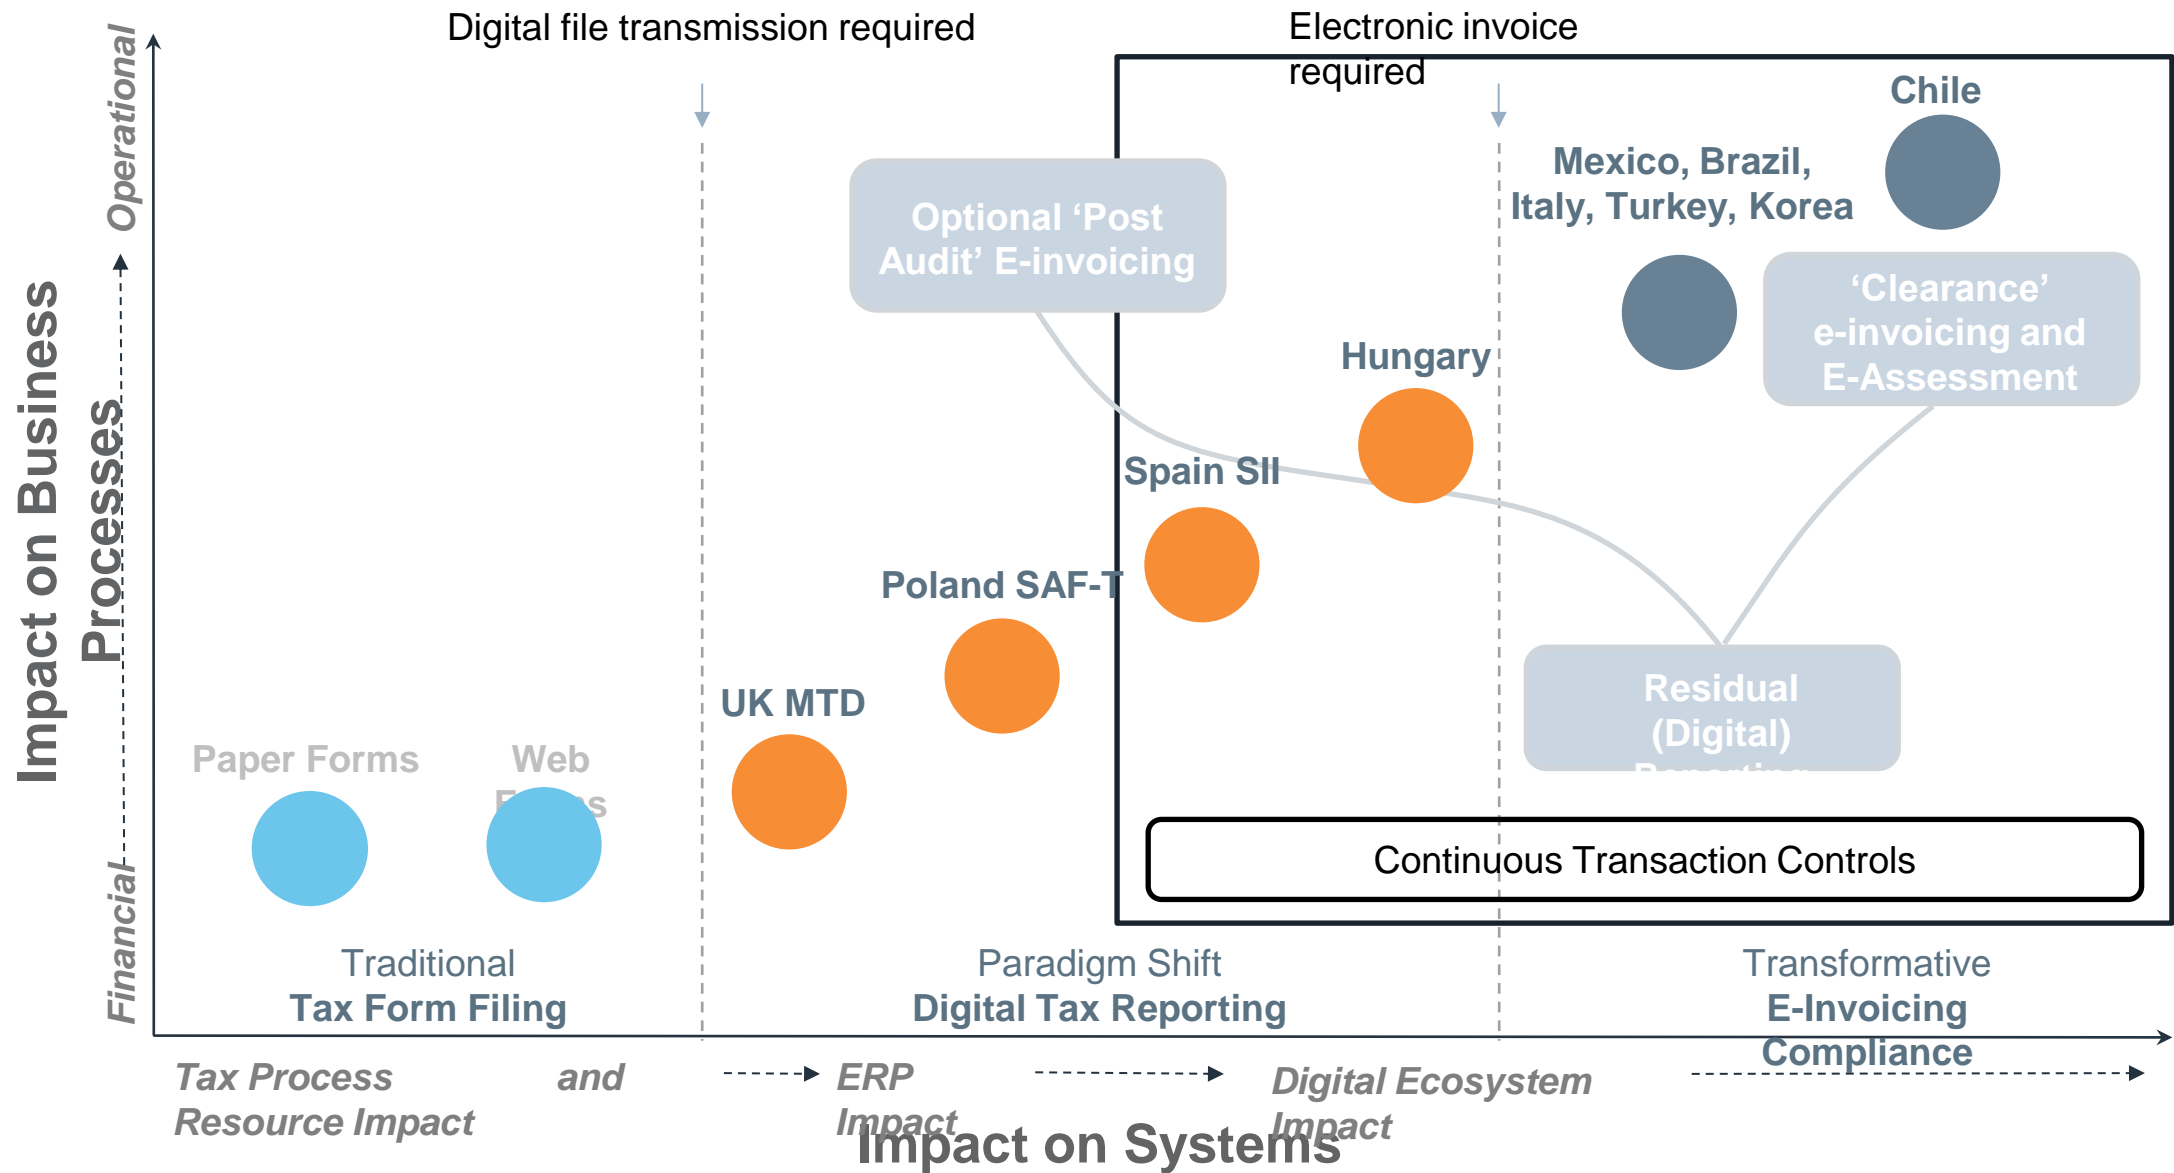 Digital file transmission required
Electronic invoice
required
Operational
Chile
Mexico, Brazil,
Italy, Turkey, Korea
Optional ‘Post
Audit’ E-invoicing
‘Clearance’
e-invoicing and
E-Assessment
Hungary
Spain SII
Impact on Business
Processes
Poland SAF-T
UK MTD
Residual
(Digital)
Reporting
Paper Forms
Web
Forms
Continuous Transaction Controls
Financial
Traditional
Tax Form Filing
Paradigm Shift
Digital Tax Reporting
Transformative
E-Invoicing
Compliance
Tax Process and
Resource Impact
ERP
Impact
Digital Ecosystem
Impact
Impact on Systems